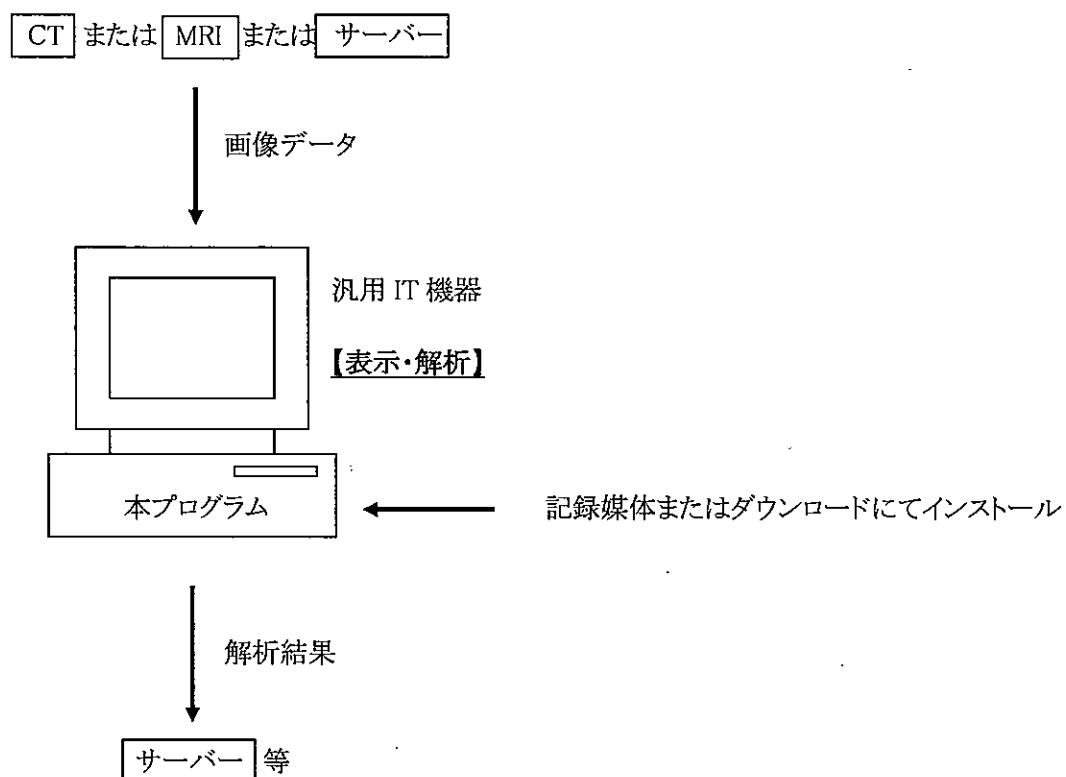 CT または MRI または サーバー
画像データ
汎用 IT 機器
【表示・解析】
本プログラム
記録媒体またはダウンロードにてインストール
解析結果
サーバー 等